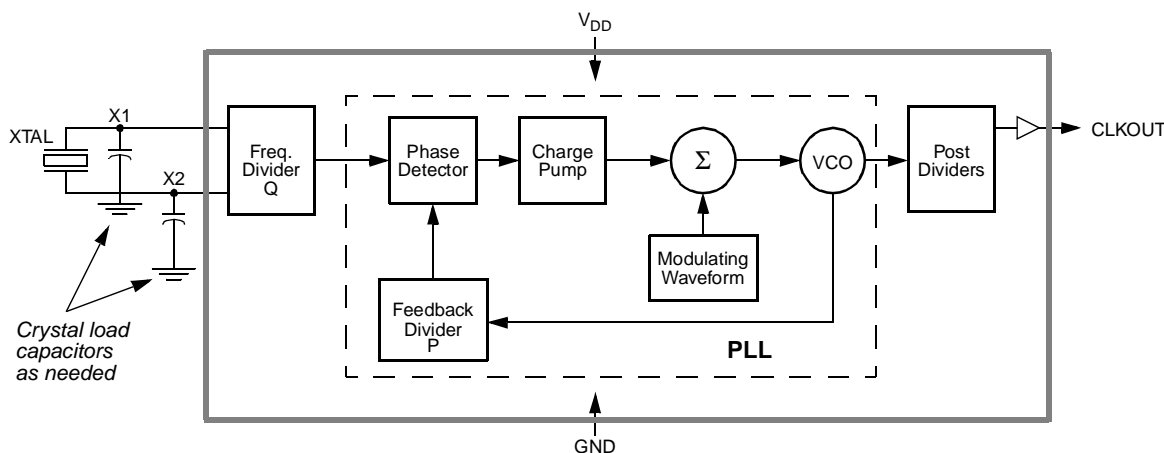 V_DD
X1
XTAL
X2
Freq.
Divider
Q
Phase
Detector
Charge
Pump
Σ
VCO
Post
Dividers
CLKOUT
Modulating
Waveform
Feedback
Divider
P
PLL
Crystal load
capacitors
as needed
GND